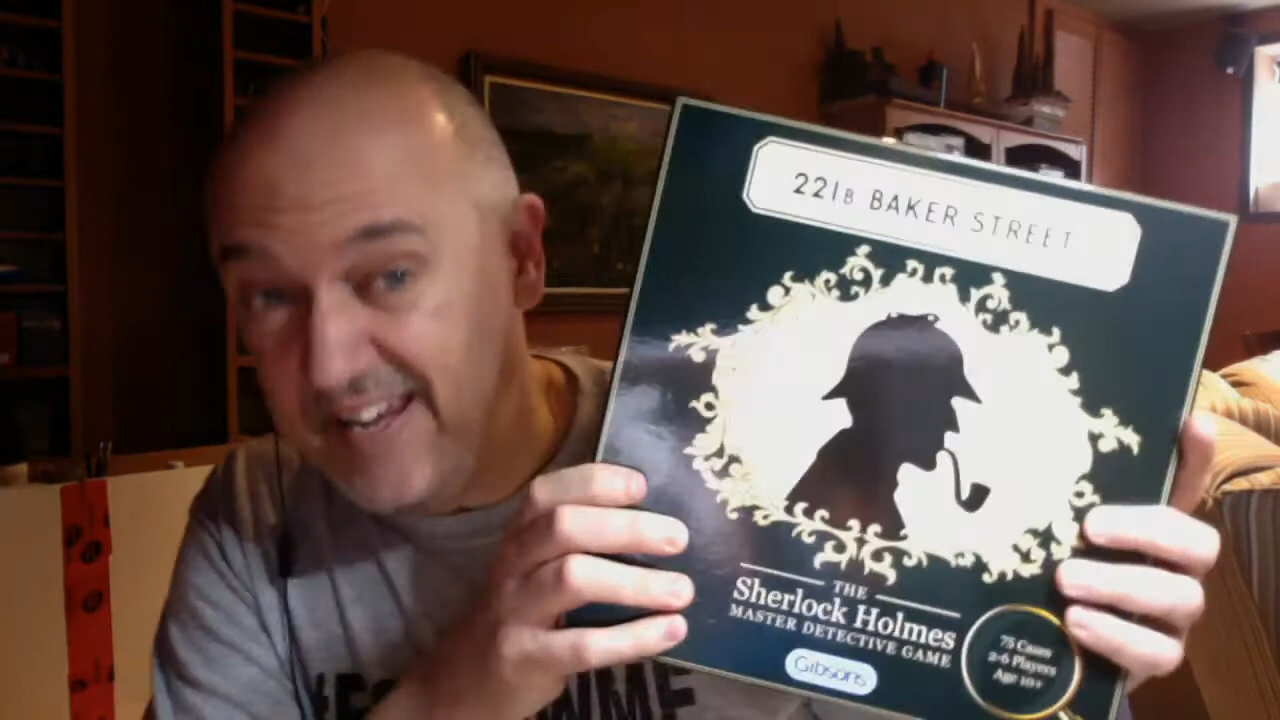 221B BAKER STREET
THE
Sherlock Holmes
MASTER DETECTIVE GAME
GIBSONS
75 Cases
2-6 Players
Age 10+